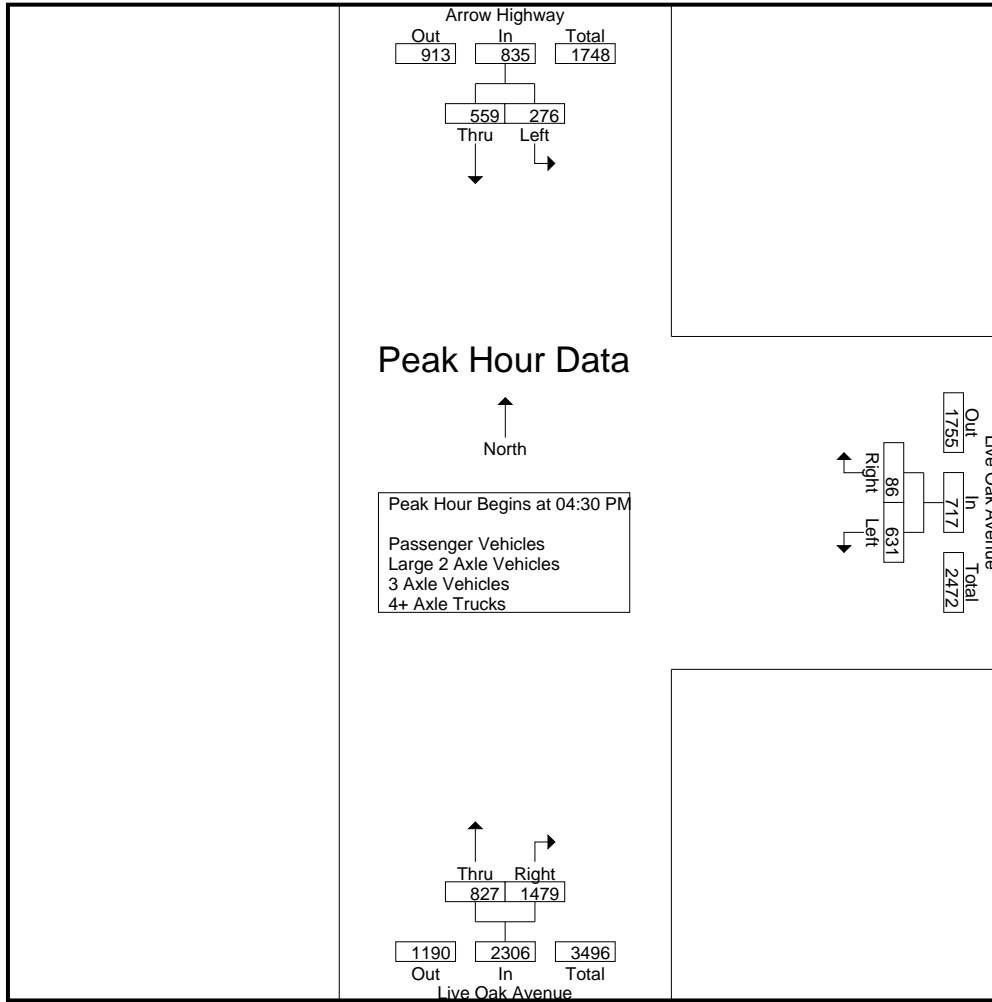 Arrow Highway
Out In Total
913 835 1748
559 276
Thru Left
Peak Hour Data
North
Peak Hour Begins at 04:30 PM
Passenger Vehicles
Large 2 Axle Vehicles
3 Axle Vehicles
4+ Axle Trucks
Live Oak Avenue
Out In Total
1755 717 2472
86 631
Right Left
Thru Right
827 1479
1190 2306 3496
Out In Total
Live Oak Avenue